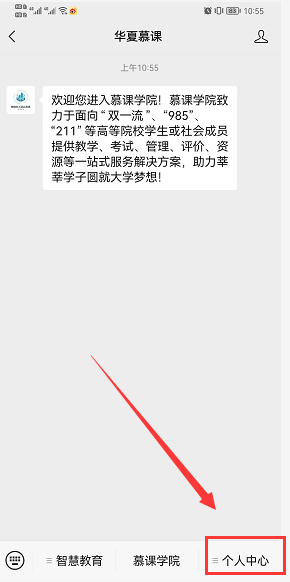 10:55
华夏慕课
上午10:55
欢迎您进入慕课学院！慕课学院致
力于面向“双一流”、“985”、
“211”等高等院校学生或社会成员
提供教学、考试、管理、评价、资
源等一站式服务解决方案，助力莘
莘学子圆就大学梦想！
智慧教育
慕课学院
个人中心